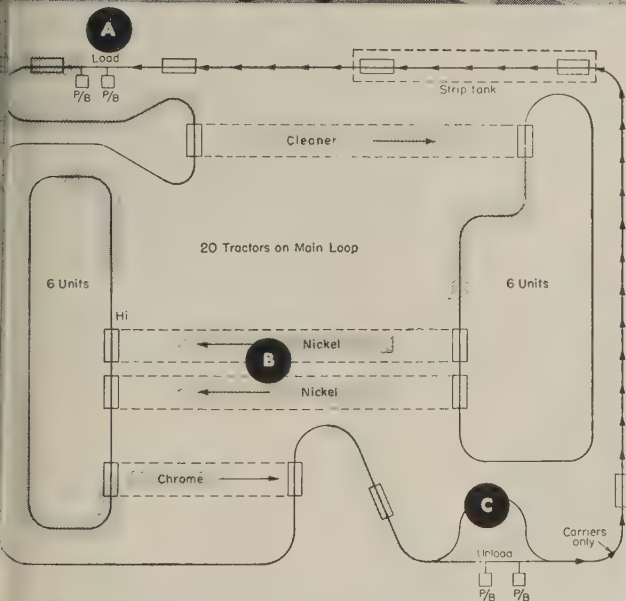 A
Load
P/B P/B
Strip tank
Cleaner
20 Tractors on Main Loop
6 Units
6 Units
Hi
Nickel
B
Nickel
Chrome
C
Unload
Carriers
only
P/B P/B